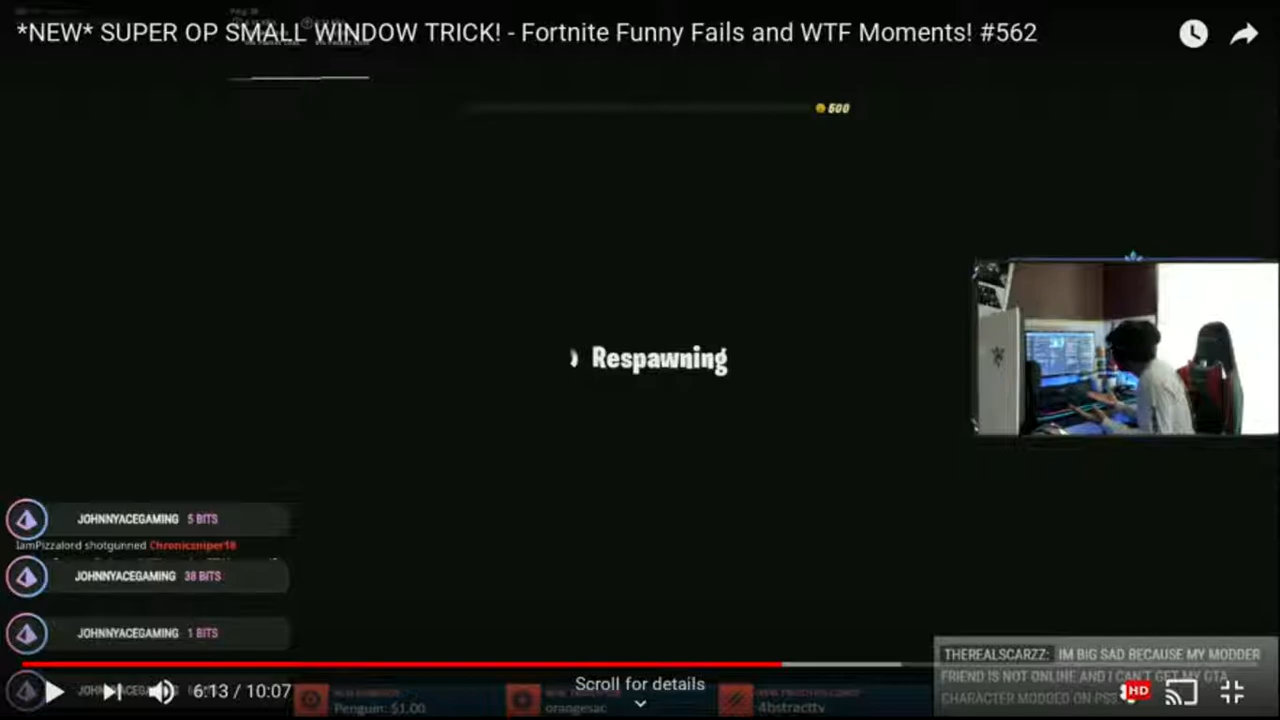 *NEW* SUPER OP SMALL WINDOW TRICK! - Fortnite Funny Fails and WTF Moments! #562
500
Respawning
JOHNNYACEGAMING 5 BITS
IamPizzalord shotgunned Chronicsniper18
JOHNNYACEGAMING 38 BITS
JOHNNYACEGAMING 1 BITS
THEREALSCARZZ: IM BIG SAD BECAUSE MY MODDER
FRIEND IS NOT ONLINE AND I CAN'T GET MY GTA
CHARACTER MODDED ON PS3
Scroll for details
6:13 / 10:07
HD
Penguin: $1.00
orangesac
4bstracttv